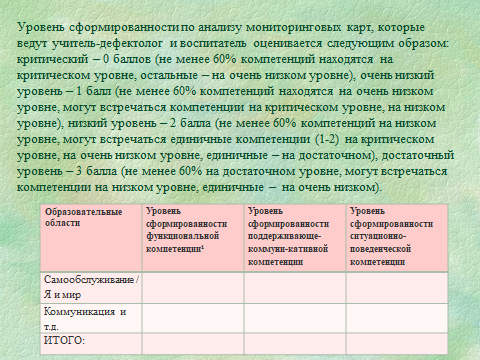 Уровень сформированности по анализу мониторинговых карт, которые
ведут учитель-дефектолог и воспитатель оценивается следующим образом:
критический – 0 баллов (не менее 60% компетенций находятся на
критическом уровне, остальные – на очень низком уровне), очень низкий
уровень – 1 балл (не менее 60% компетенций находятся на очень низком
уровне, могут встречаться компетенции на критическом уровне, на низком
уровне), низкий уровень – 2 балла (не менее 60% компетенций на низком
уровне, могут встречаться единичные компетенции (1-2) на критическом
уровне, на очень низком уровне, единичные – на достаточном), достаточный
уровень – 3 балла (не менее 60% на достаточном уровне, могут встречаться
компетенции на низком уровне, единичные – на очень низком).
Образовательные
области
Уровень
сформированности
функциональной
компетенции¹
Уровень
сформированности
поддерживающе-
коммуни-кативной
компетенции
Уровень
сформированности
ситуационно-
поведенческой
компетенции
Самообслуживание /
Я и мир
Коммуникация и
т.д.
ИТОГО: